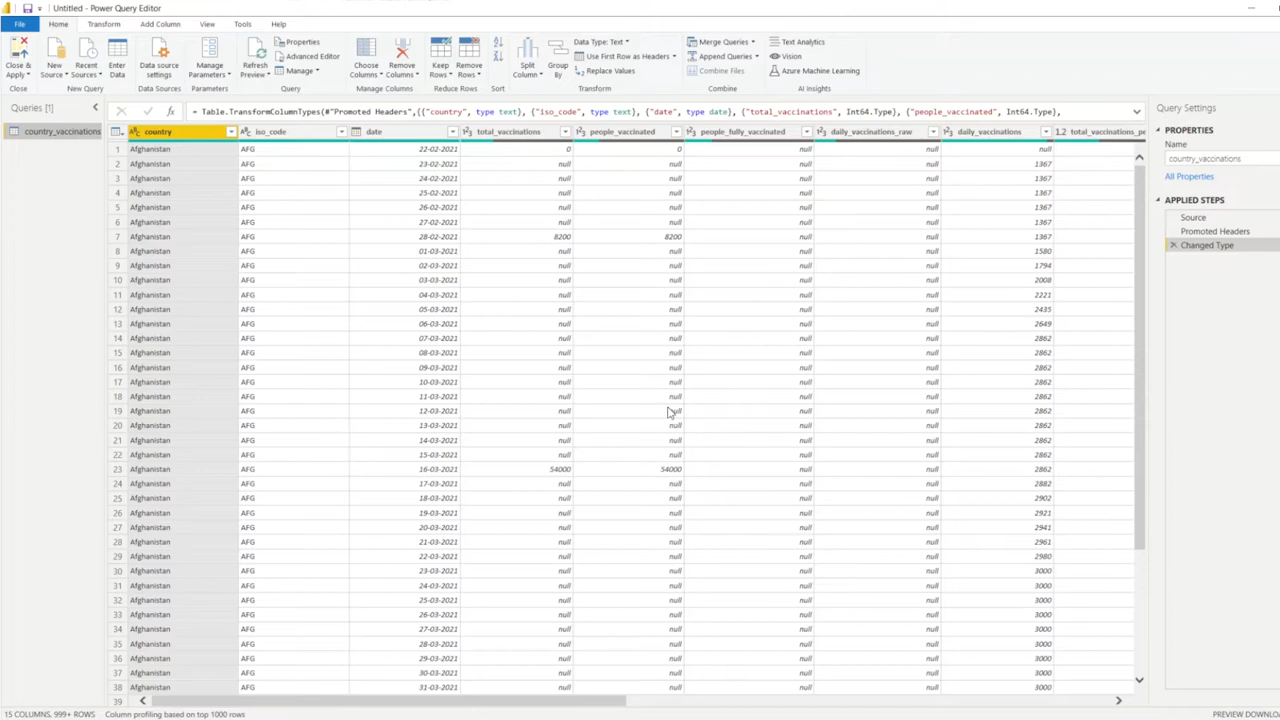 Untitled - Power Query Editor
File Home Transform Add Column View Tools Help
Close & Apply New Source Recent Sources Enter Data Data source settings Manage Parameters Refresh Preview Properties Advanced Editor Manage Choose Columns Remove Columns Keep Rows Remove Rows Split Column Group By Data Type: Text Use First Row as Headers Replace Values Merge Queries Append Queries Combine Files Text Analytics Vision Azure Machine Learning
Close New Query Data Sources Parameters Query Manage Columns Reduce Rows Sort Transform Combine AI Insights
Queries [1]
country_vaccinations
= Table.TransformColumnTypes(#"Promoted Headers",{{"country", type text}, {"iso_code", type text}, {"date", type date}, {"total_vaccinations", Int64.Type}, {"people_vaccinated", Int64.Type},
country iso_code date total_vaccinations people_vaccinated people_fully_vaccinated daily_vaccinations_raw daily_vaccinations 1.2 total_vaccinations_pe
1 Afghanistan AFG 22-02-2021 0 0 null null null
2 Afghanistan AFG 23-02-2021 null null null null 1367
3 Afghanistan AFG 24-02-2021 null null null null 1367
4 Afghanistan AFG 25-02-2021 null null null null 1367
5 Afghanistan AFG 26-02-2021 null null null null 1367
6 Afghanistan AFG 27-02-2021 null null null null 1367
7 Afghanistan AFG 28-02-2021 8200 8200 null null 1367
8 Afghanistan AFG 01-03-2021 null null null null 1580
9 Afghanistan AFG 02-03-2021 null null null null 1794
10 Afghanistan AFG 03-03-2021 null null null null 2008
11 Afghanistan AFG 04-03-2021 null null null null 2221
12 Afghanistan AFG 05-03-2021 null null null null 2435
13 Afghanistan AFG 06-03-2021 null null null null 2649
14 Afghanistan AFG 07-03-2021 null null null null 2862
15 Afghanistan AFG 08-03-2021 null null null null 2862
16 Afghanistan AFG 09-03-2021 null null null null 2862
17 Afghanistan AFG 10-03-2021 null null null null 2862
18 Afghanistan AFG 11-03-2021 null null null null 2862
19 Afghanistan AFG 12-03-2021 null null null null 2862
20 Afghanistan AFG 13-03-2021 null null null null 2862
21 Afghanistan AFG 14-03-2021 null null null null 2862
22 Afghanistan AFG 15-03-2021 null null null null 2862
23 Afghanistan AFG 16-03-2021 54000 54000 null null 2862
24 Afghanistan AFG 17-03-2021 null null null null 2882
25 Afghanistan AFG 18-03-2021 null null null null 2902
26 Afghanistan AFG 19-03-2021 null null null null 2921
27 Afghanistan AFG 20-03-2021 null null null null 2941
28 Afghanistan AFG 21-03-2021 null null null null 2961
29 Afghanistan AFG 22-03-2021 null null null null 2980
30 Afghanistan AFG 23-03-2021 null null null null 3000
31 Afghanistan AFG 24-03-2021 null null null null 3000
32 Afghanistan AFG 25-03-2021 null null null null 3000
33 Afghanistan AFG 26-03-2021 null null null null 3000
34 Afghanistan AFG 27-03-2021 null null null null 3000
35 Afghanistan AFG 28-03-2021 null null null null 3000
36 Afghanistan AFG 29-03-2021 null null null null 3000
37 Afghanistan AFG 30-03-2021 null null null null 3000
38 Afghanistan AFG 31-03-2021 null null null null 3000
39
Query Settings
PROPERTIES
Name
country_vaccinations
All Properties
APPLIED STEPS
Source
Promoted Headers
Changed Type
15 COLUMNS, 999+ ROWS Column profiling based on top 1000 rows PREVIEW DOWNLO